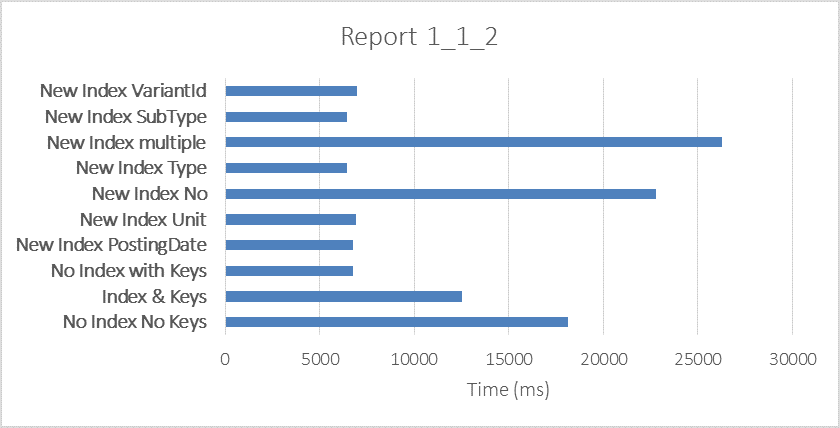 Report 1_1_2
New Index VariantId
New Index SubType
New Index multiple
New Index Type
New Index No
New Index Unit
New Index PostingDate
No Index with Keys
Index & Keys
No Index No Keys
0 5000 10000 15000 20000 25000 30000
Time (ms)